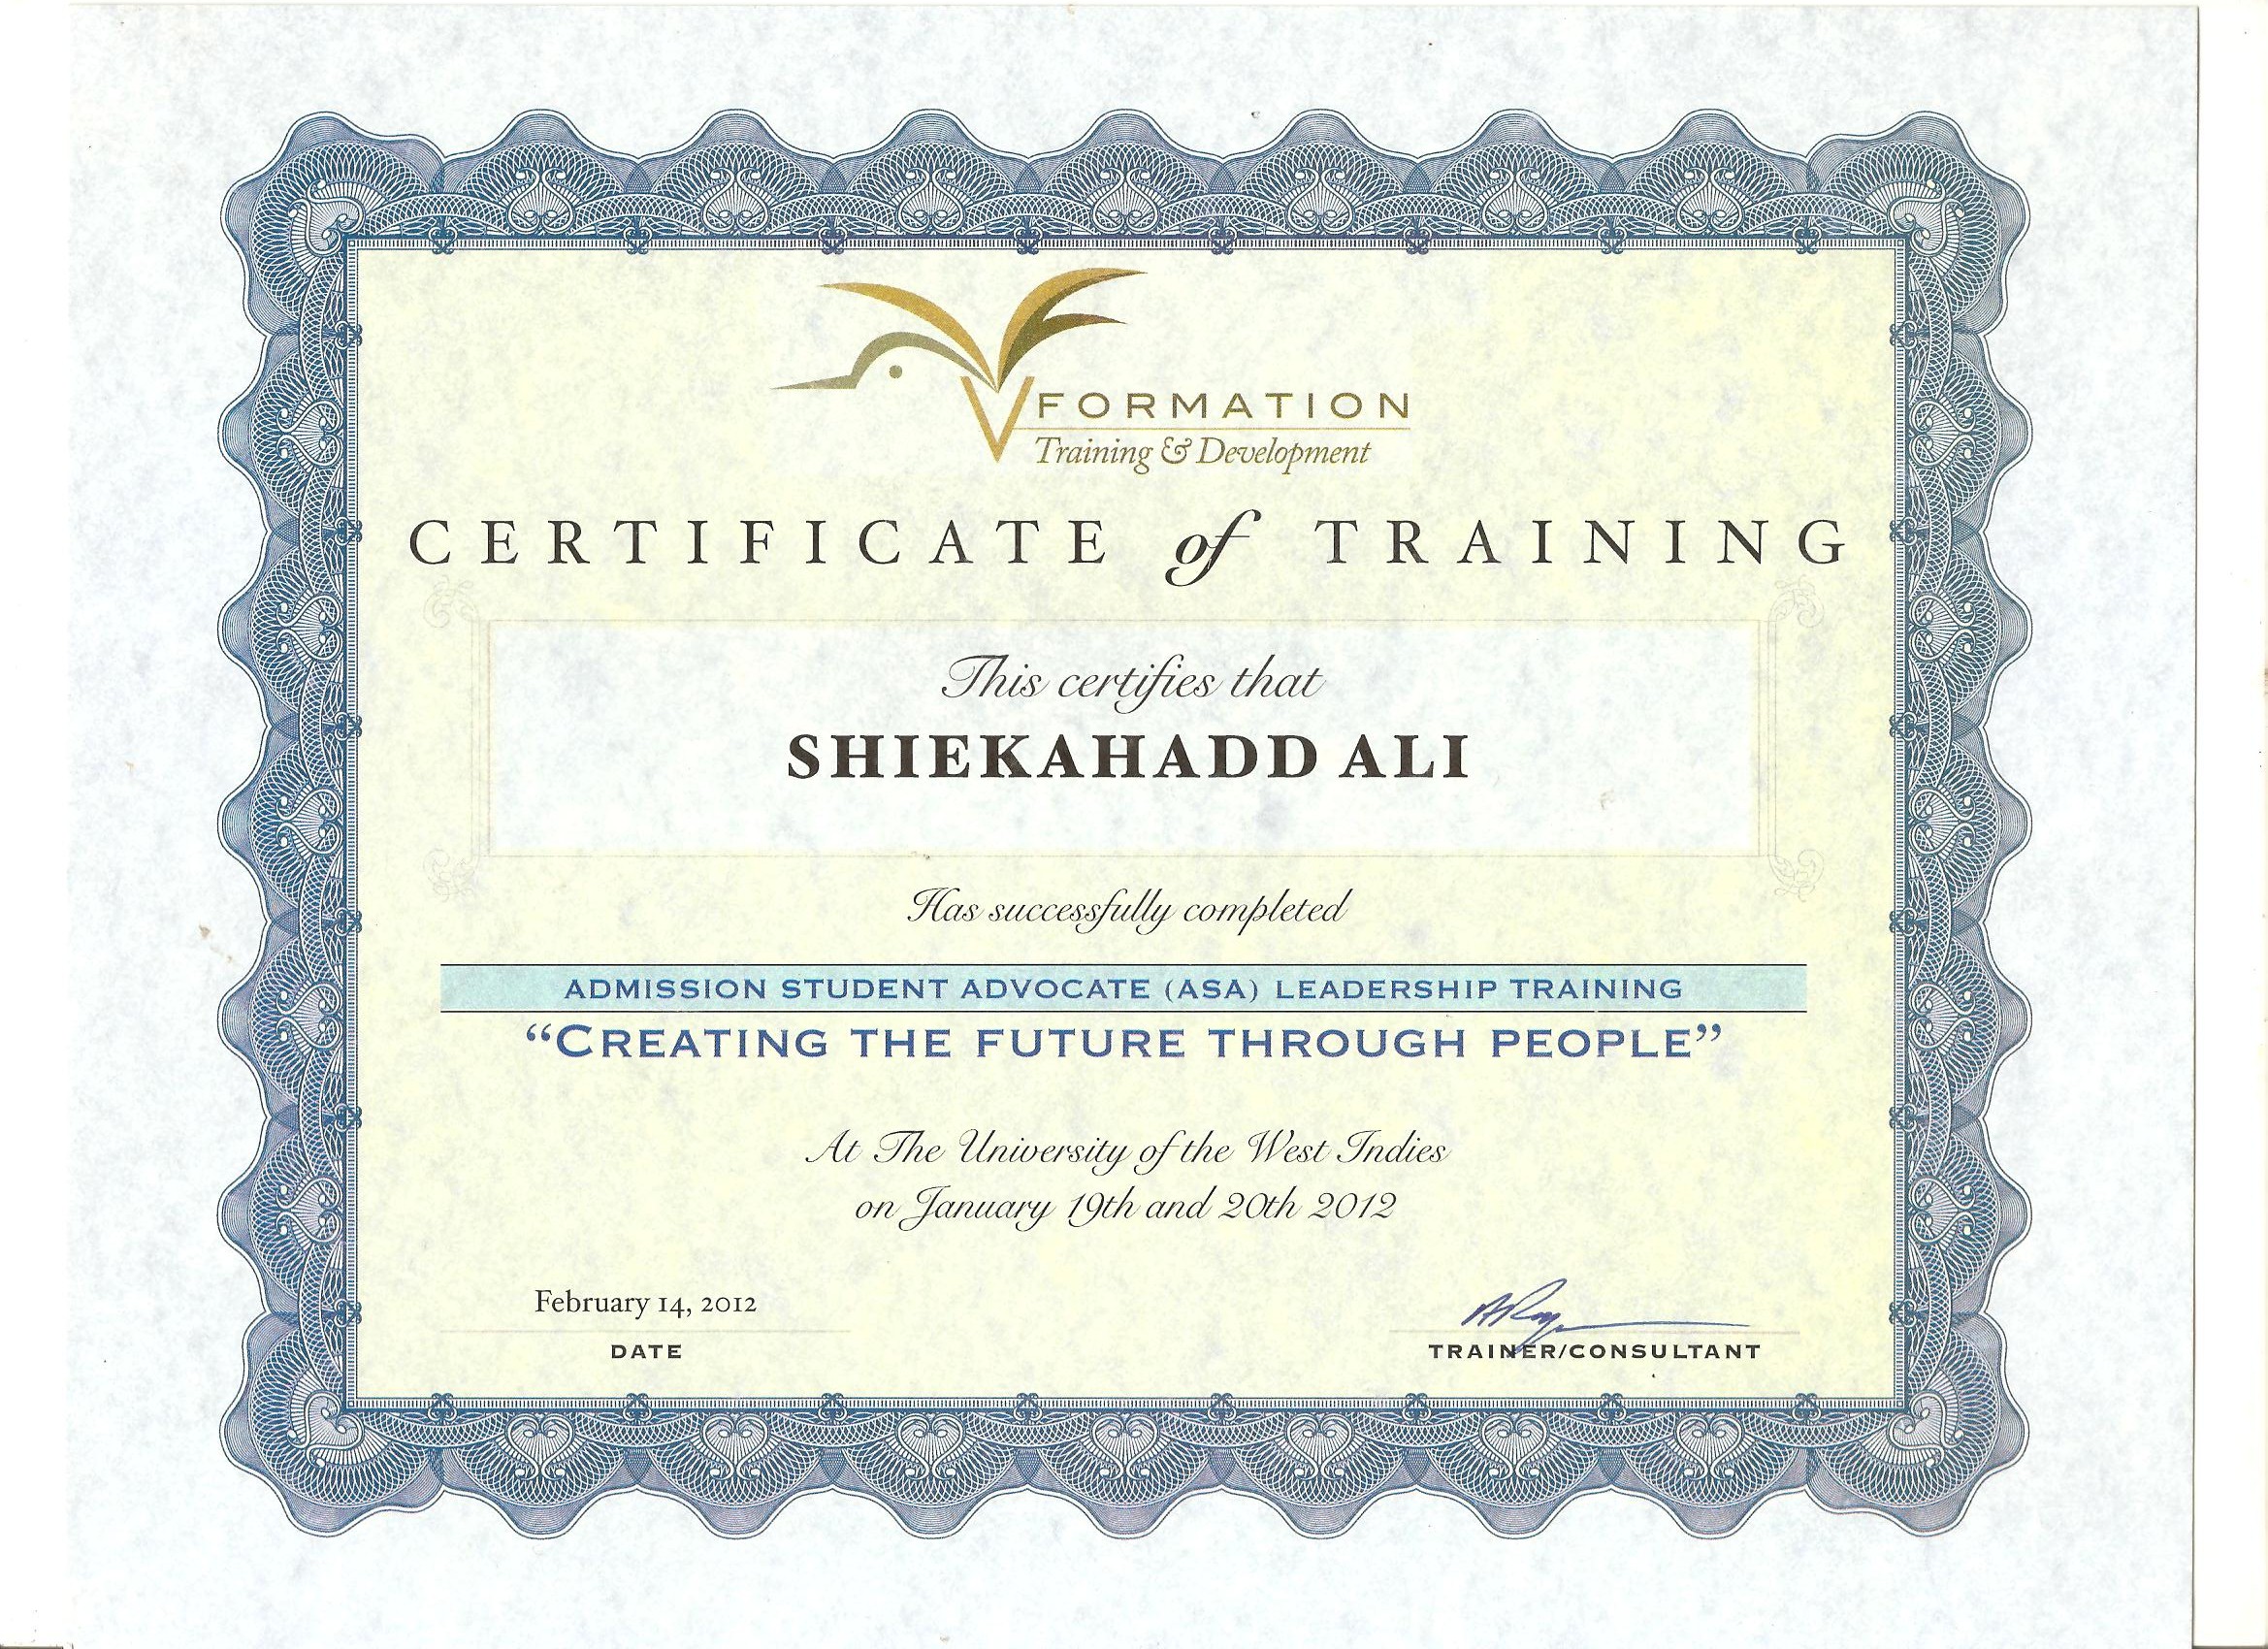 V FORMATION
Training & Development
CERTIFICATE of TRAINING
This certifies that
SHIEKAHADD ALI
Has successfully completed
ADMISSION STUDENT ADVOCATE (ASA) LEADERSHIP TRAINING
“CREATING THE FUTURE THROUGH PEOPLE”
At The University of the West Indies
on January 19th and 20th 2012
February 14, 2012
DATE
TRAINER/CONSULTANT